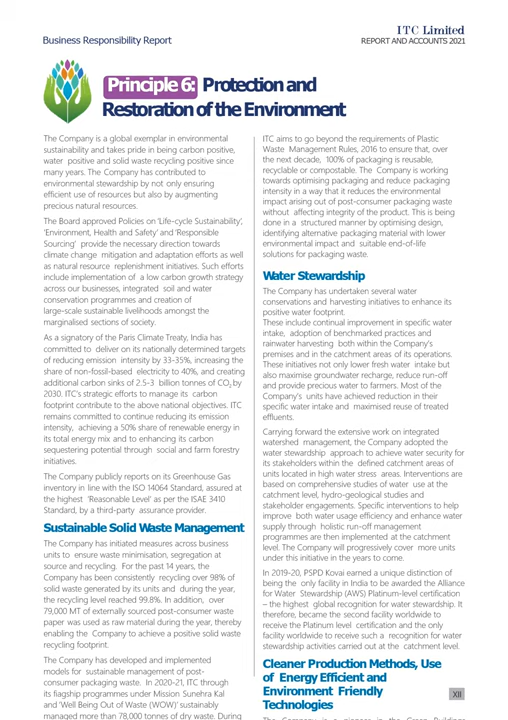 ITC Limited
Business Responsibility Report
REPORT AND ACCOUNTS 2021
Principle 6: Protection and
Restoration of the Environment
The Company is a global exemplar in environmental
sustainability and takes pride in being carbon positive,
water positive and solid waste recycling positive since
many years. The Company has contributed to
environmental stewardship by not only ensuring
efficient use of resources but also by augmenting
precious natural resources.
The Board approved Policies on 'Life-cycle Sustainability',
'Environment, Health and Safety' and 'Responsible
Sourcing' provide the necessary direction towards
climate change mitigation and adaptation efforts as well
as natural resource replenishment initiatives. Such efforts
include implementation of a low carbon growth strategy
across our businesses, integrated soil and water
conservation programmes and creation of
large-scale sustainable livelihoods amongst the
marginalised sections of society.
As a signatory of the Paris Climate Treaty, India has
committed to deliver on its nationally determined targets
of reducing emission intensity by 33-35%, increasing the
share of non-fossil-based electricity to 40%, and creating
additional carbon sinks of 2.5-3 billion tonnes of CO₂ by
2030. ITC's strategic efforts to manage its carbon
footprint contribute to the above national objectives. ITC
remains committed to continue reducing its emission
intensity, achieving a 50% share of renewable energy in
its total energy mix and to enhancing its carbon
sequestering potential through social and farm forestry
initiatives.
The Company publicly reports on its Greenhouse Gas
inventory in line with the ISO 14064 Standard, assured at
the highest 'Reasonable Level' as per the ISAE 3410
Standard, by a third-party assurance provider.
Sustainable Solid Waste Management
The Company has initiated measures across business
units to ensure waste minimisation, segregation at
source and recycling. For the past 14 years, the
Company has been consistently recycling over 98% of
solid waste generated by its units and during the year,
the recycling level reached 99.8%. In addition, over
79,000 MT of externally sourced post-consumer waste
paper was used as raw material during the year, thereby
enabling the Company to achieve a positive solid waste
recycling footprint.
The Company has developed and implemented
models for sustainable management of post-
consumer packaging waste. In 2020-21, ITC through
its flagship programmes under Mission Sunehra Kal
and 'Well Being Out of Waste (WOW)' sustainably
managed more than 78,000 tonnes of dry waste. During
ITC aims to go beyond the requirements of Plastic
Waste Management Rules, 2016 to ensure that, over
the next decade, 100% of packaging is reusable,
recyclable or compostable. The Company is working
towards optimising packaging and reduce packaging
intensity in a way that it reduces the environmental
impact arising out of post-consumer packaging waste
without affecting integrity of the product. This is being
done in a structured manner by optimising design,
identifying alternative packaging material with lower
environmental impact and suitable end-of-life
solutions for packaging waste.
Water Stewardship
The Company has undertaken several water
conservations and harvesting initiatives to enhance its
positive water footprint.
These include continual improvement in specific water
intake, adoption of benchmarked practices and
rainwater harvesting both within the Company's
premises and in the catchment areas of its operations.
These initiatives not only lower fresh water intake but
also maximise groundwater recharge, reduce run-off
and provide precious water to farmers. Most of the
Company's units have achieved reduction in their
specific water intake and maximised reuse of treated
effluents.
Carrying forward the extensive work on integrated
watershed management, the Company adopted the
water stewardship approach to achieve water security for
its stakeholders within the defined catchment areas of
units located in high water stress areas. Interventions are
based on comprehensive studies of water use at the
catchment level, hydro-geological studies and
stakeholder engagements. Specific interventions to help
improve both water usage efficiency and enhance water
supply through holistic run-off management
programmes are then implemented at the catchment
level. The Company will progressively cover more units
under this initiative in the years to come.
In 2019-20, PSPD Kovai earned a unique distinction of
being the only facility in India to be awarded the Alliance
for Water Stewardship (AWS) Platinum-level certification
– the highest global recognition for water stewardship. It
therefore, became the second facility worldwide to
receive the Platinum level certification and the only
facility worldwide to receive such a recognition for water
stewardship activities carried out at the catchment level.
Cleaner Production Methods, Use
of Energy Efficient and
Environment Friendly
Technologies
XII
The Company is a pioneer in the Green Buildings